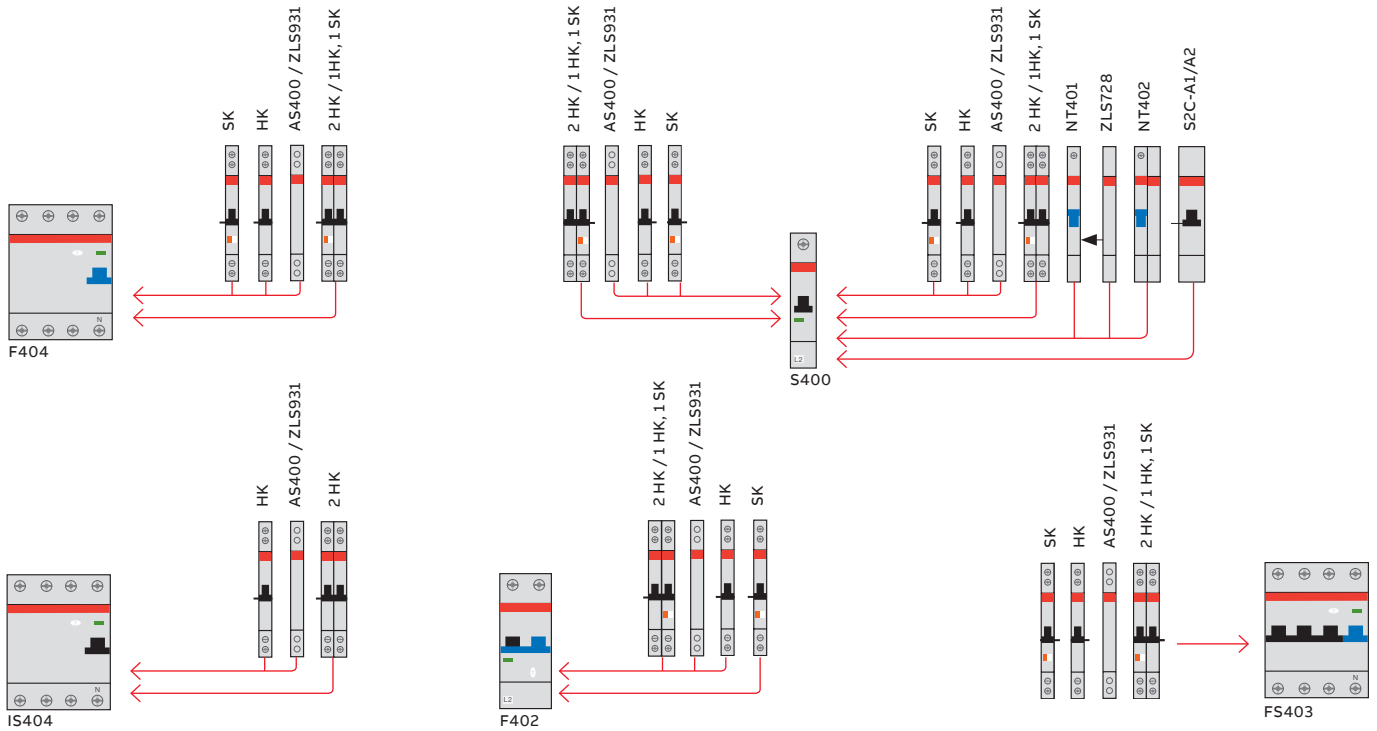 SK
HK
AS400 / ZLS931
2 HK / 1HK, 1 SK
N
F404
2 HK / 1 HK, 1 SK
AS400 / ZLS931
HK
SK
L2
S400
SK
HK
AS400 / ZLS931
2 HK / 1HK, 1 SK
NT401
ZLS728
NT402
S2C-A1/A2
HK
AS400 / ZLS931
2 HK
N
IS404
2 HK / 1 HK, 1 SK
AS400 / ZLS931
HK
SK
L2
F402
SK
HK
AS400 / ZLS931
2 HK / 1 HK, 1 SK
N
FS403